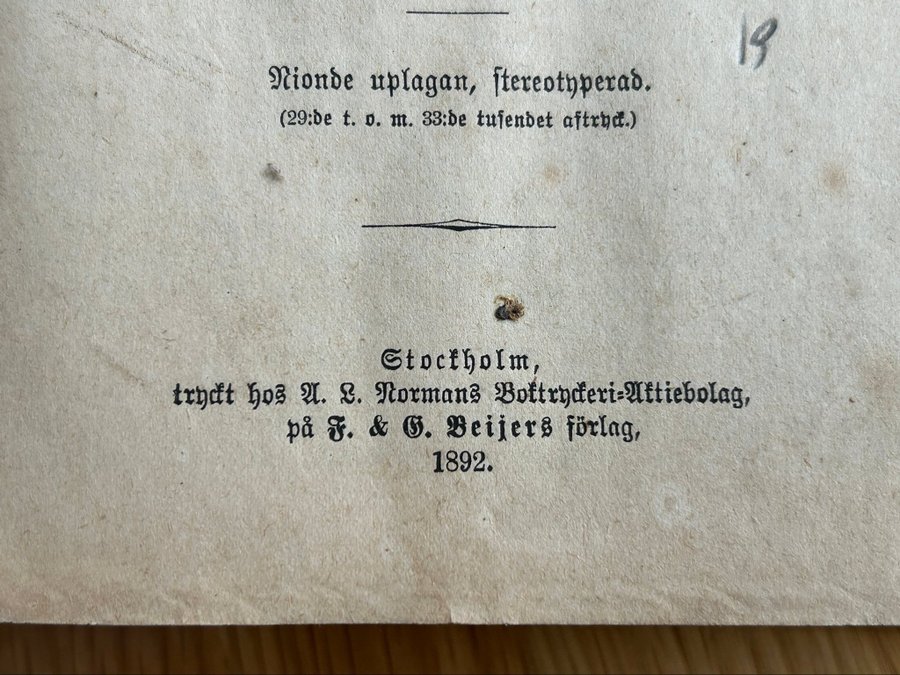 19
Nionde uplagan, stereotyperad.
(29:de t. o. m. 33:de tusendet aftryck.)
Stockholm,
tryckt hos A. L. Normans Boktryckeri-Aktiebolag,
på F. & G. Beijers förlag,
1892.